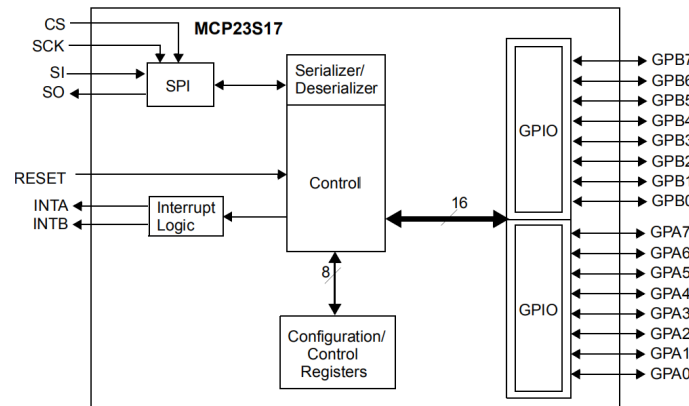 MCP23S17
CS
SCK
SI
SO
SPI
Serializer/
Deserializer
RESET
Control
INTA
INTB
Interrupt
Logic
16
8
Configuration/
Control
Registers
GPIO
GPB7
GPB6
GPB5
GPB4
GPB3
GPB2
GPB1
GPB0
GPIO
GPA7
GPA6
GPA5
GPA4
GPA3
GPA2
GPA1
GPA0